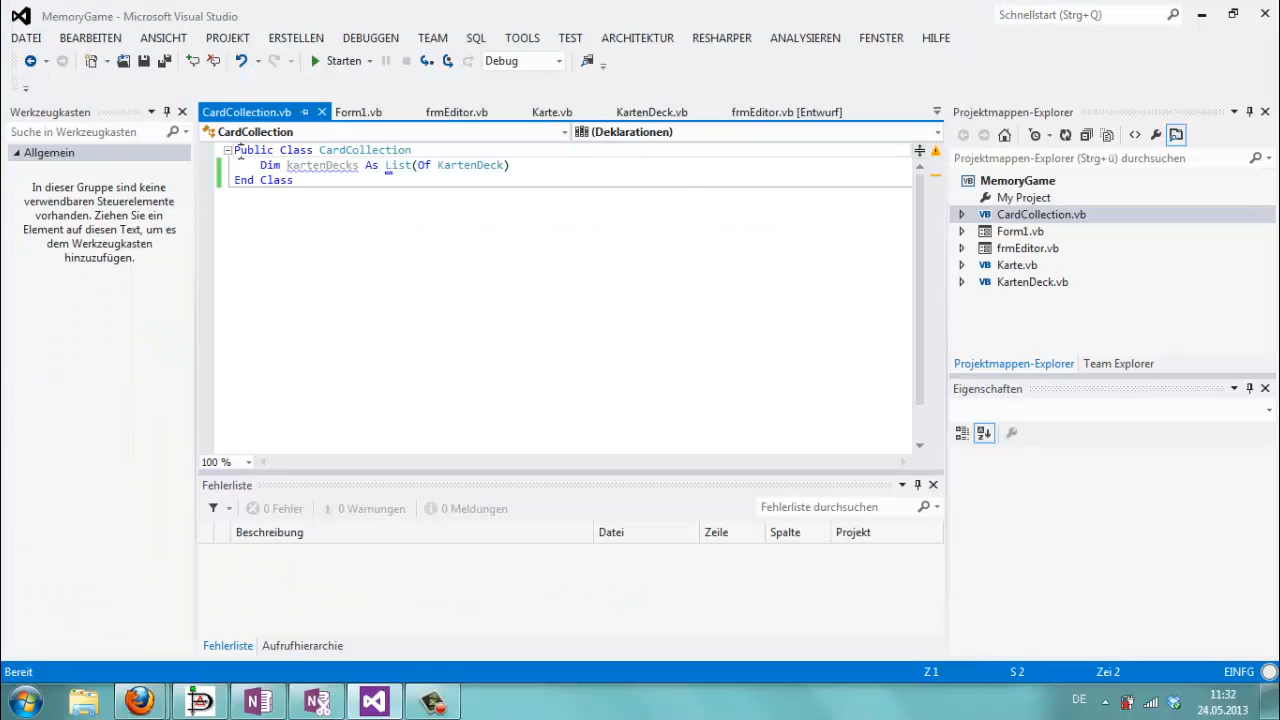 MemoryGame - Microsoft Visual Studio
Schnellstart (Strg+Q)
DATEI BEARBEITEN ANSICHT PROJEKT ERSTELLEN DEBUGGEN TEAM SQL TOOLS TEST ARCHITEKTUR RESHARPER ANALYSIEREN FENSTER HILFE
Starten Debug
Werkzeugkasten
Suche in Werkzeugkasten
Allgemein
In dieser Gruppe sind keine
verwendbaren Steuerelemente
vorhanden. Ziehen Sie ein
Element auf diesen Text, um es
dem Werkzeugkasten
hinzuzufügen.
CardCollection.vb Form1.vb frmEditor.vb Karte.vb KartenDeck.vb frmEditor.vb [Entwurf]
CardCollection (Deklarationen)
Public Class CardCollection
Dim kartenDecks As List(Of KartenDeck)
End Class
100 %
Fehlerliste
0 Fehler 0 Warnungen 0 Meldungen Fehlerliste durchsuchen
Beschreibung Datei Zeile Spalte Projekt
Fehlerliste Aufrufhierarchie
Projektmappen-Explorer
Projektmappen-Explorer (Strg+ü) durchsuchen
VB MemoryGame
My Project
VB CardCollection.vb
Form1.vb
frmEditor.vb
VB Karte.vb
VB KartenDeck.vb
Projektmappen-Explorer Team Explorer
Eigenschaften
Bereit Z 1 S 2 Zei 2 EINFG
DE 11:32
24.05.2013